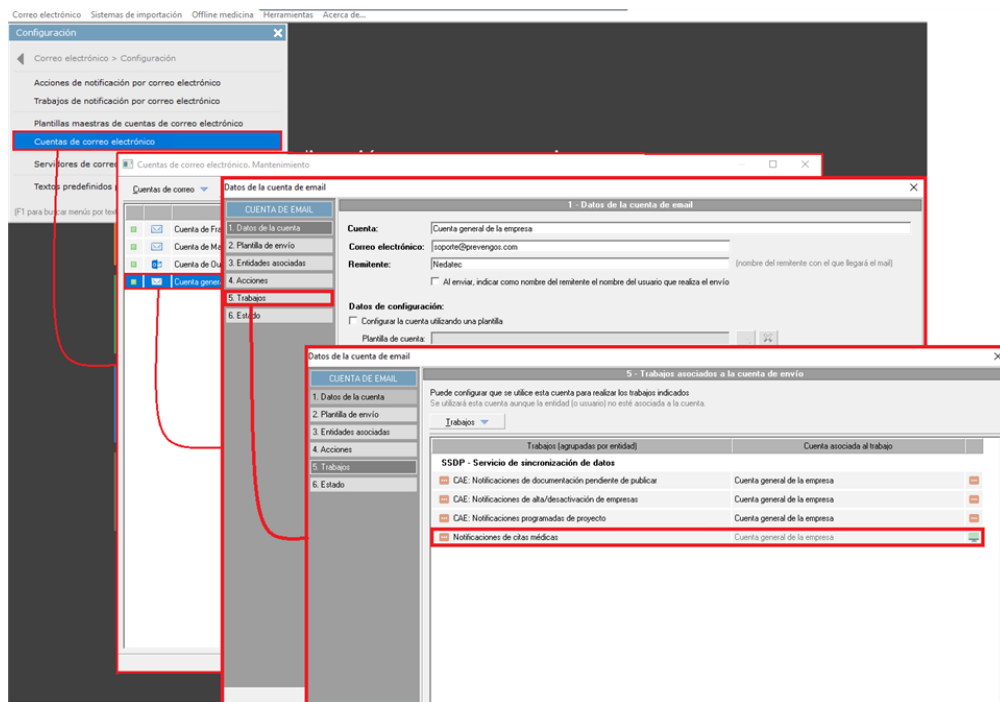 Correo electrónico Sistemas de importación Offline medicina Herramientas Acerca de...
Configuración
Correo electrónico > Configuración
Acciones de notificación por correo electrónico
Trabajos de notificación por correo electrónico
Plantillas maestras de cuentas de correo electrónico
Cuentas de correo electrónico
Servidores de corre
Textos predefinidos
(F1 para buscar menús por text
Cuentas de correo electrónico. Mantenimiento
Cuentas de correo
Cuenta de Fra
Cuenta de Ma
Cuenta de Ou
Cuenta gener
Datos de la cuenta de email
CUENTA DE EMAIL
1. Datos de la cuenta
2. Plantilla de envío
3. Entidades asociadas
4. Acciones
5. Trabajos
6. Estado
1 - Datos de la cuenta de email
Cuenta: Cuenta general de la empresa
Correo electrónico: soporte@prevengos.com
Remitente: Nedatec (nombre del remitente con el que llegará el mail)
Al enviar, indicar como nombre del remitente el nombre del usuario que realiza el envío
Datos de configuración:
Configurar la cuenta utilizando una plantilla
Plantilla de cuenta:
Datos de la cuenta de email
CUENTA DE EMAIL
1. Datos de la cuenta
2. Plantilla de envío
3. Entidades asociadas
4. Acciones
5. Trabajos
6. Estado
5 - Trabajos asociados a la cuenta de envío
Puede configurar que se utilice esta cuenta para realizar los trabajos indicados
Se utilizará esta cuenta aunque la entidad (o usuario) no esté asociada a la cuenta.
Trabajos
Trabajos (agrupadas por entidad) Cuenta asociada al trabajo
SSDP - Servicio de sincronización de datos
CAE: Notificaciones de documentación pendiente de publicar Cuenta general de la empresa
CAE: Notificaciones de alta/desactivación de empresas Cuenta general de la empresa
CAE: Notificaciones programadas de proyecto Cuenta general de la empresa
Notificaciones de citas médicas Cuenta general de la empresa